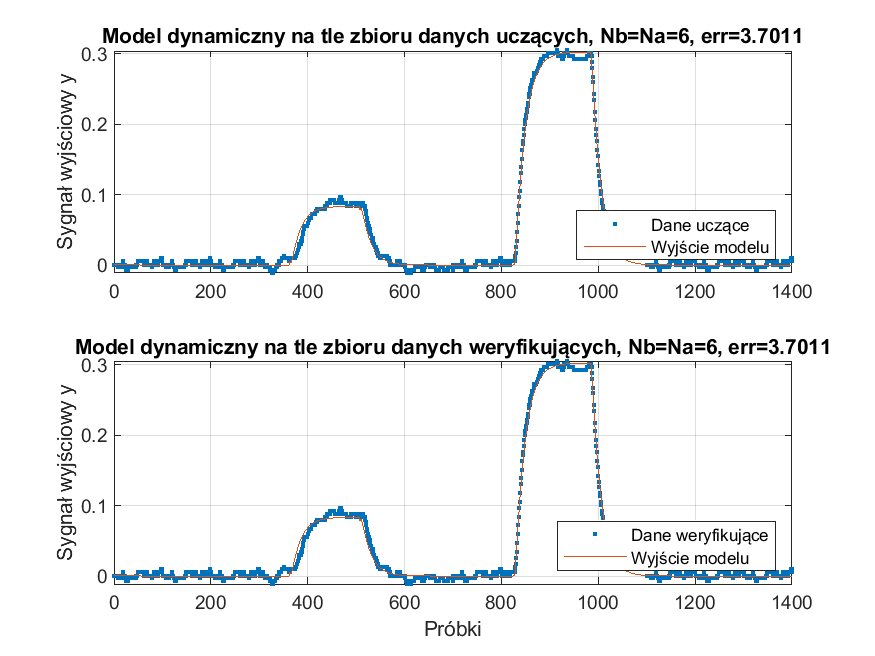 Model dynamiczny na tle zbioru danych uczących, Nb=Na=6, err=3.7011
Sygnał wyjściowy y
0.3
0.2
0.1
0
Dane uczące
Wyjście modelu
0 200 400 600 800 1000 1200 1400
Model dynamiczny na tle zbioru danych weryfikujących, Nb=Na=6, err=3.7011
Sygnał wyjściowy y
0.3
0.2
0.1
0
Dane weryfikujące
Wyjście modelu
0 200 400 600 800 1000 1200 1400
Próbki